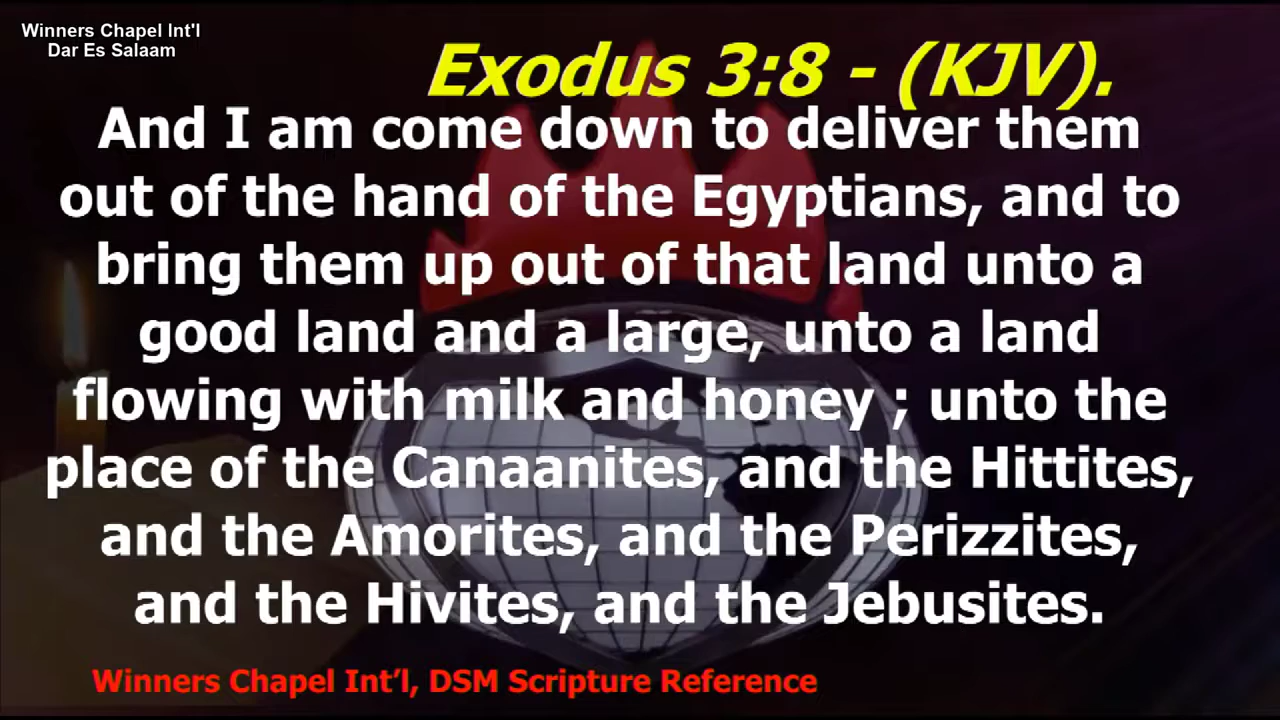 Winners Chapel Int'l
Dar Es Salaam
Exodus 3:8 - (KJV).
And I am come down to deliver them
out of the hand of the Egyptians, and to
bring them up out of that land unto a
good land and a large, unto a land
flowing with milk and honey ; unto the
place of the Canaanites, and the Hittites,
and the Amorites, and the Perizzites,
and the Hivites, and the Jebusites.
Winners Chapel Int’l, DSM Scripture Reference